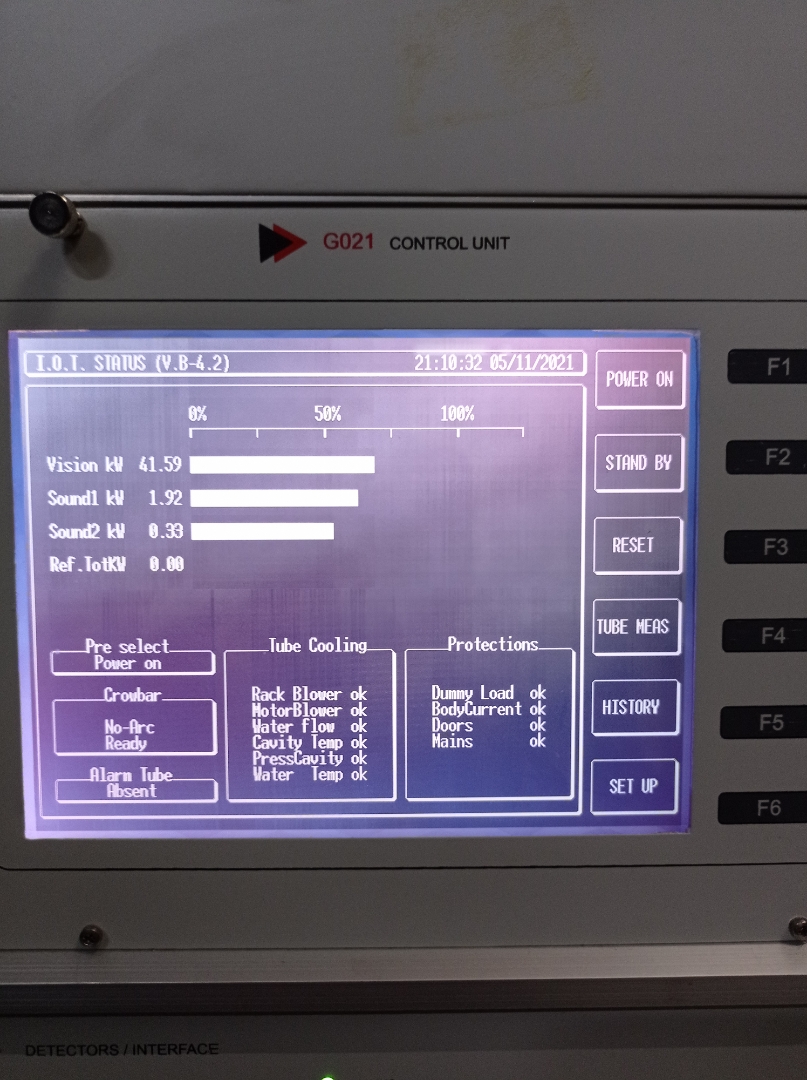 G021 CONTROL UNIT
I.O.T. STATUS (V.B-4.2) 21:10:32 05/11/2021
0% 50% 100%
Vision kW 41.59
Sound1 kW 1.92
Sound2 kW 0.33
Ref.TotKW 0.00
Pre select
Power on
Crowbar
No-Arc
Ready
Alarm Tube
Absent
Tube Cooling
Rack Blower ok
MotorBlower ok
Water flow ok
Cavity Temp ok
PressCavity ok
Water Temp ok
Protections
Dummy Load ok
BodyCurrent ok
Doors ok
Mains ok
POWER ON
STAND BY
RESET
TUBE MEAS
HISTORY
SET UP
F1
F2
F3
F4
F5
F6
DETECTORS / INTERFACE